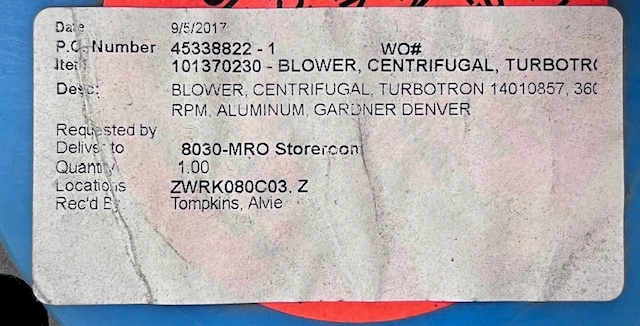 Date 9/5/2017
P.O. Number 45338822 - 1 WO#
Item 101370230 - BLOWER, CENTRIFUGAL, TURBOTR(
Desc: BLOWER, CENTRIFUGAL, TURBOTRON 14010857, 360
RPM, ALUMINUM, GARDNER DENVER
Requested by
Deliver to 8030-MRO Storeroom
Quantity 1.00
Locations ZWRK080C03, Z
Rec'd By Tompkins, Alvie